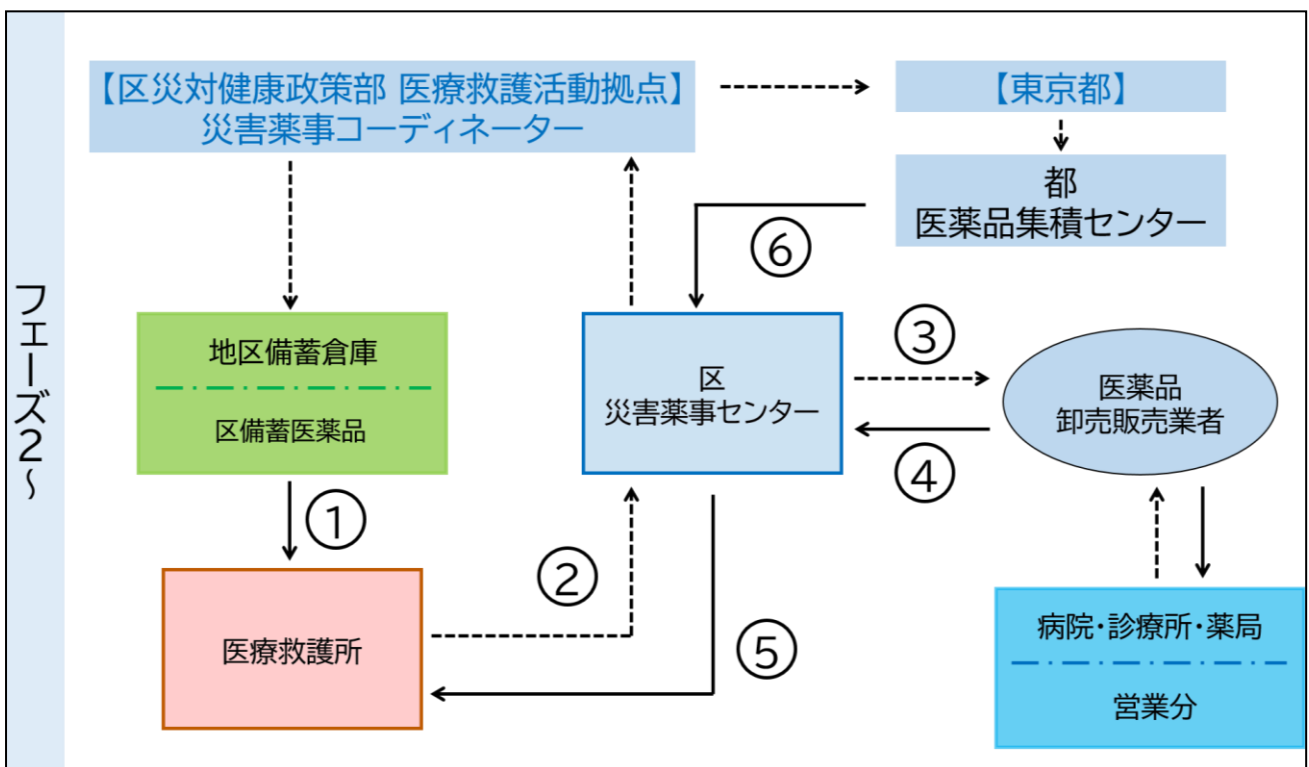 フェーズ2~
【区災対健康政策部 医療救護活動拠点】
災害薬事コーディネーター
【東京都】
都
医薬品集積センター
⑥
地区備蓄倉庫
区備蓄医薬品
区
災害薬事センター
③
医薬品
卸売販売業者
④
①
②
医療救護所
⑤
病院・診療所・薬局
営業分